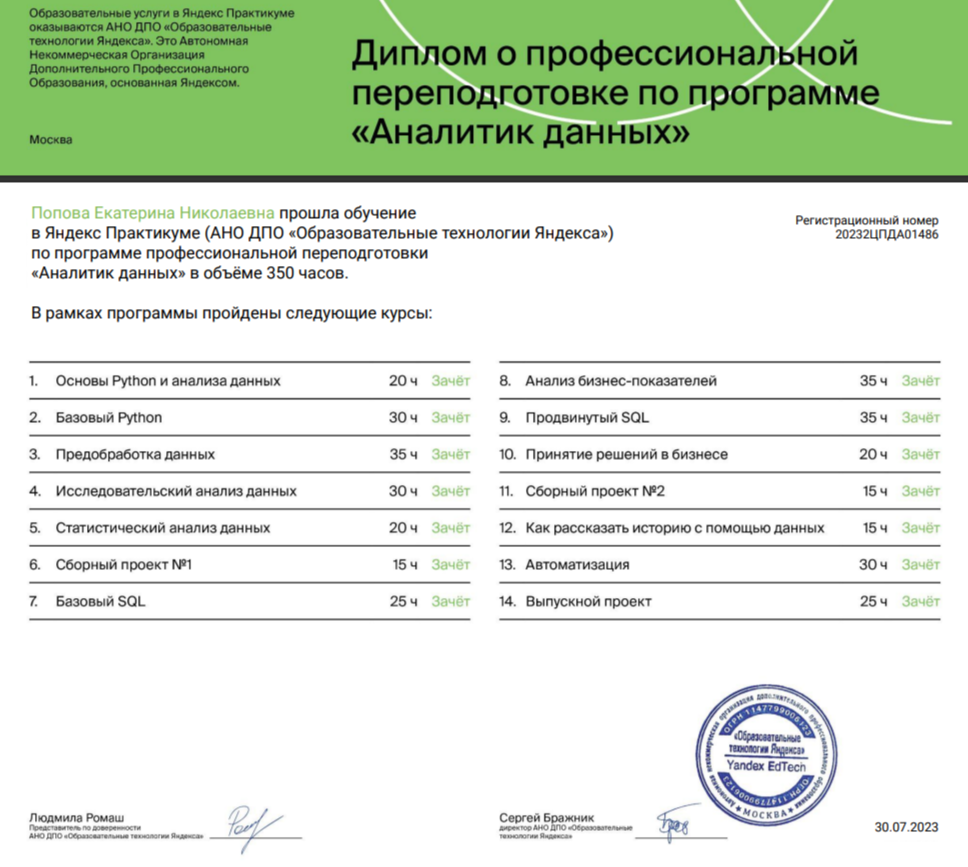 Образовательные услуги в Яндекс Практикуме
оказываются АНО ДПО «Образовательные
технологии Яндекса». Это Автономная
Некоммерческая Организация
Дополнительного Профессионального
Образования, основанная Яндексом.
Москва
Диплом о профессиональной
переподготовке по программе
«Аналитик данных»
Попова Екатерина Николаевна прошла обучение
в Яндекс Практикуме (АНО ДПО «Образовательные технологии Яндекса»)
по программе профессиональной переподготовки
«Аналитик данных» в объёме 350 часов.
Регистрационный номер
20232ЦПДА01486
В рамках программы пройдены следующие курсы:
1. Основы Python и анализа данных 20 ч Зачёт
2. Базовый Python 30 ч Зачёт
3. Предобработка данных 35 ч Зачёт
4. Исследовательский анализ данных 30 ч Зачёт
5. Статистический анализ данных 20 ч Зачёт
6. Сборный проект №1 15 ч Зачёт
7. Базовый SQL 25 ч Зачёт
8. Анализ бизнес-показателей 35 ч Зачёт
9. Продвинутый SQL 35 ч Зачёт
10. Принятие решений в бизнесе 20 ч Зачёт
11. Сборный проект №2 15 ч Зачёт
12. Как рассказать историю с помощью данных 15 ч Зачёт
13. Автоматизация 30 ч Зачёт
14. Выпускной проект 25 ч Зачёт
Людмила Ромаш
Представитель по доверенности
АНО ДПО «Образовательные технологии Яндекса»
Сергей Бражник
директор АНО ДПО «Образовательные
технологии Яндекса»
«Образовательные
технологии Яндекса»
Yandex EdTech
МОСКВА
30.07.2023